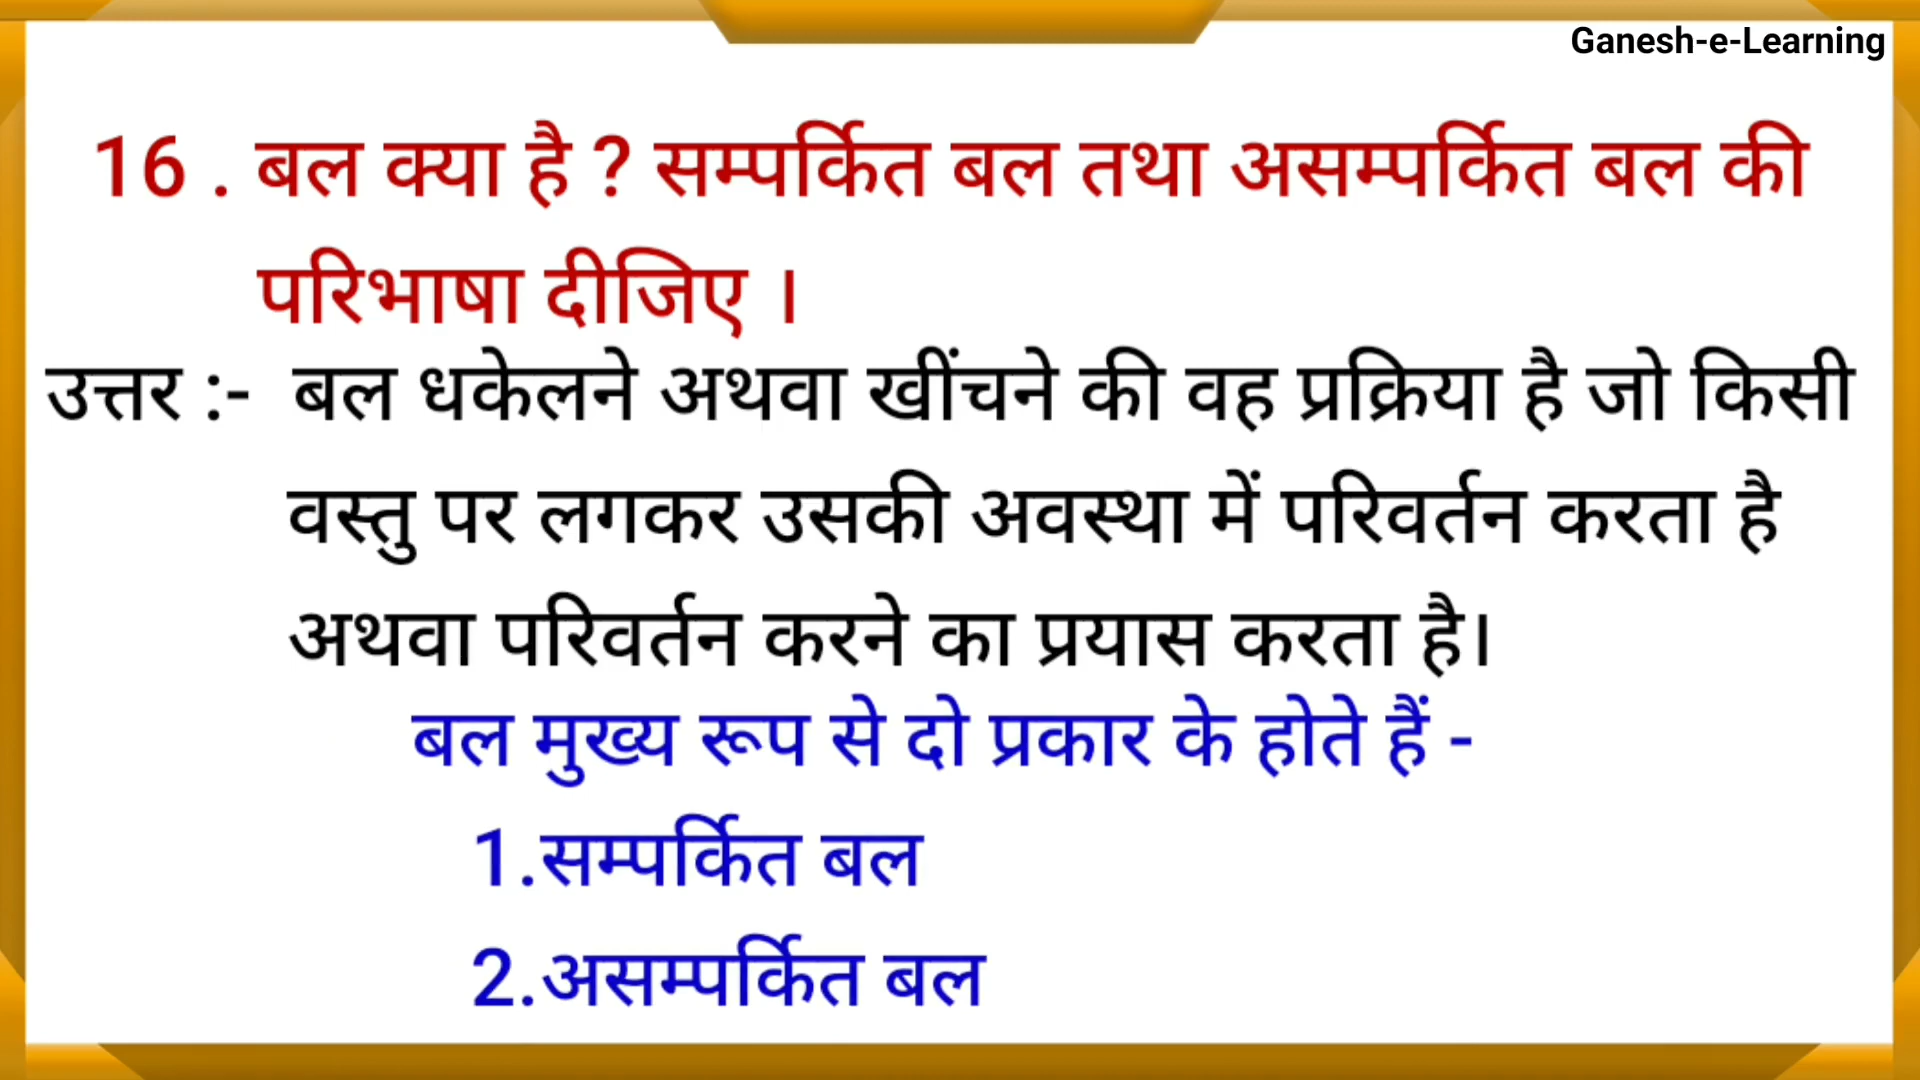 Ganesh-e-Learning
16 . बल क्या है ? सम्पर्कित बल तथा असम्पर्कित बल की
परिभाषा दीजिए ।
उत्तर :- बल धकेलने अथवा खींचने की वह प्रक्रिया है जो किसी
वस्तु पर लगकर उसकी अवस्था में परिवर्तन करता है
अथवा परिवर्तन करने का प्रयास करता है।
बल मुख्य रूप से दो प्रकार के होते हैं -
1.सम्पर्कित बल
2.असम्पर्कित बल